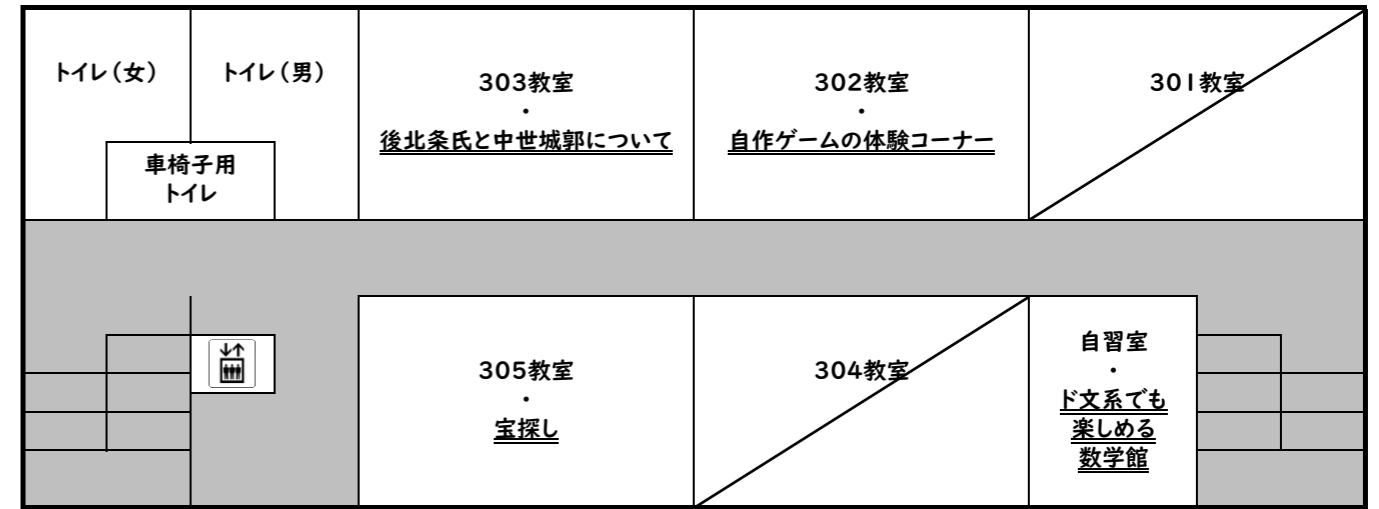 トイレ（女）
トイレ（男）
車椅子用
トイレ
303教室
・
後北条氏と中世城郭について
302教室
・
自作ゲームの体験コーナー
301教室
305教室
・
宝探し
304教室
自習室
・
ド文系でも
楽しめる
数学館